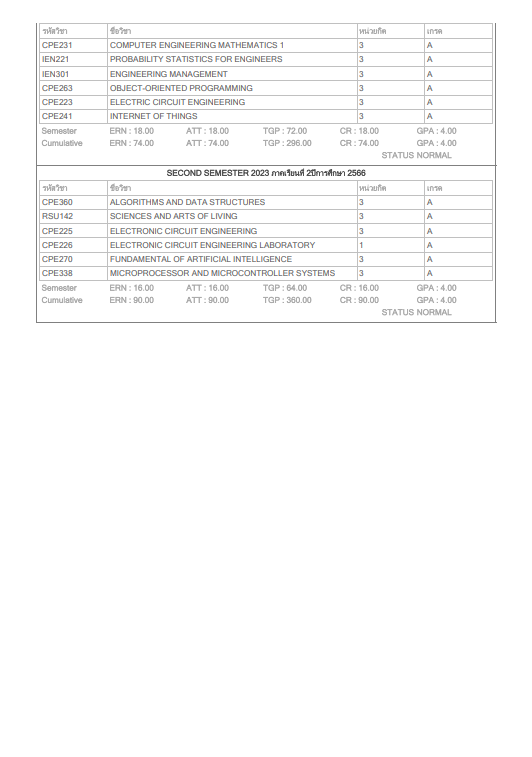 รหัสวิชา ชื่อวิชา หน่วยกิต เกรด
CPE231 COMPUTER ENGINEERING MATHEMATICS 1 3 A
IEN221 PROBABILITY STATISTICS FOR ENGINEERS 3 A
IEN301 ENGINEERING MANAGEMENT 3 A
CPE263 OBJECT-ORIENTED PROGRAMMING 3 A
CPE223 ELECTRIC CIRCUIT ENGINEERING 3 A
CPE241 INTERNET OF THINGS 3 A
Semester ERN : 18.00 ATT : 18.00 TGP : 72.00 CR : 18.00 GPA : 4.00
Cumulative ERN : 74.00 ATT : 74.00 TGP : 296.00 CR : 74.00 GPA : 4.00
STATUS NORMAL
SECOND SEMESTER 2023 ภาคเรียนที่ 2ปีการศึกษา 2566
รหัสวิชา ชื่อวิชา หน่วยกิต เกรด
CPE360 ALGORITHMS AND DATA STRUCTURES 3 A
RSU142 SCIENCES AND ARTS OF LIVING 3 A
CPE225 ELECTRONIC CIRCUIT ENGINEERING 3 A
CPE226 ELECTRONIC CIRCUIT ENGINEERING LABORATORY 1 A
CPE270 FUNDAMENTAL OF ARTIFICIAL INTELLIGENCE 3 A
CPE338 MICROPROCESSOR AND MICROCONTROLLER SYSTEMS 3 A
Semester ERN : 16.00 ATT : 16.00 TGP : 64.00 CR : 16.00 GPA : 4.00
Cumulative ERN : 90.00 ATT : 90.00 TGP : 360.00 CR : 90.00 GPA : 4.00
STATUS NORMAL